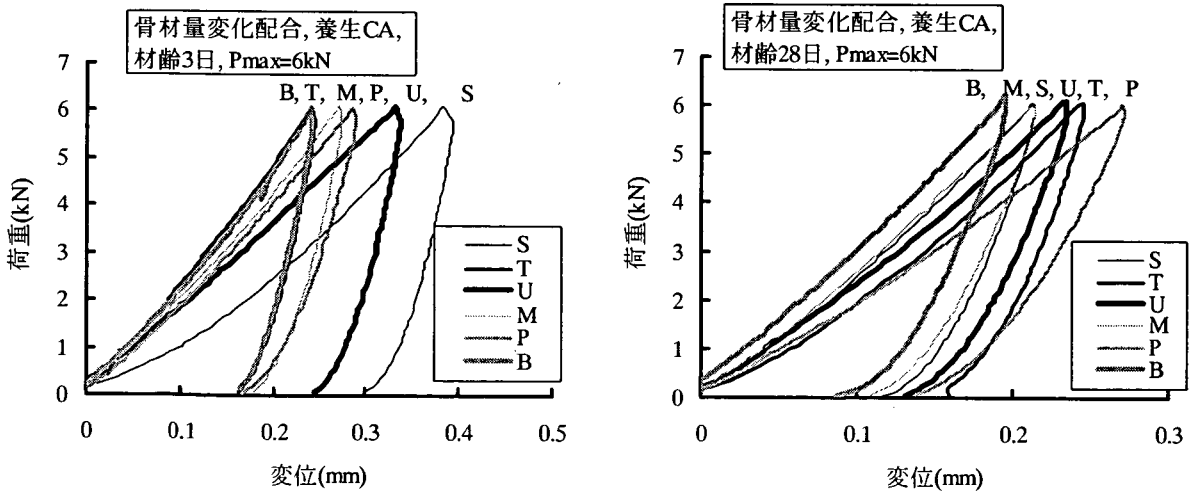 骨材量変化配合, 養生CA,
材齢3日, Pmax=6kN
B, T, M, P, U, S
7
6
5
4
3
2
1
0
荷重(kN)
S
T
U
M
P
B
0 0.1 0.2 0.3 0.4 0.5
変位(mm)
骨材量変化配合, 養生CA,
材齢28日, Pmax=6kN
B, M, S, U, T, P
7
6
5
4
3
2
1
0
荷重(kN)
S
T
U
M
P
B
0 0.1 0.2 0.3
変位(mm)